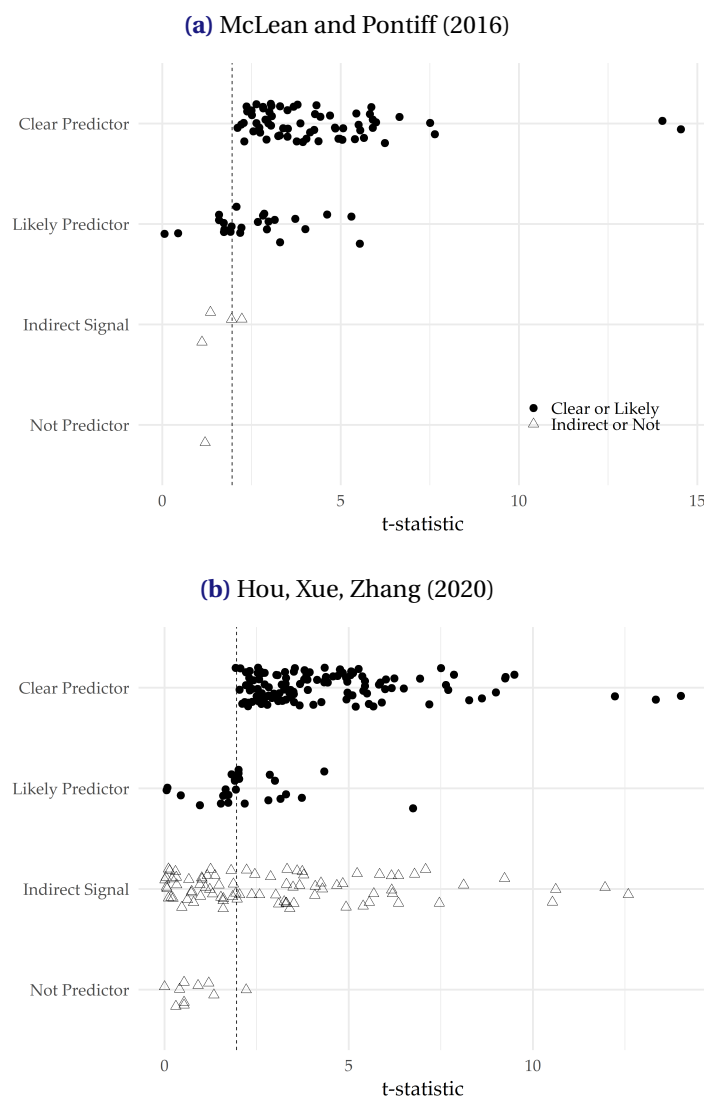 (a) McLean and Pontiff (2016)
Clear Predictor
Likely Predictor
Indirect Signal
Not Predictor
Clear or Likely
Indirect or Not
0 5 10 15
t-statistic
(b) Hou, Xue, Zhang (2020)
Clear Predictor
Likely Predictor
Indirect Signal
Not Predictor
0 5 10
t-statistic